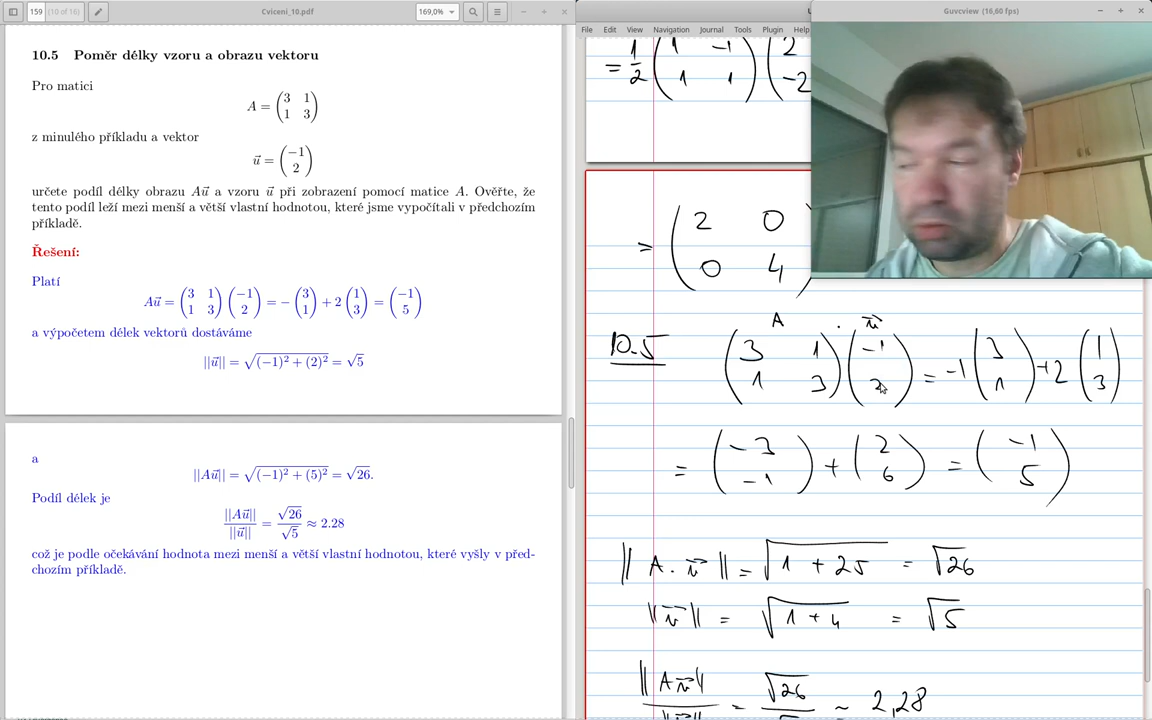 159 (10 of 16)
Cviceni_10.pdf
169,0%
10.5 Poměr délky vzoru a obrazu vektoru
Pro matici
A = (3 1
1 3)
z minulého příkladu a vektor
u⃗ = (−1
2)
určete podíl délky obrazu Au⃗ a vzoru u⃗ při zobrazení pomocí matice A. Ověřte, že
tento podíl leží mezi menší a větší vlastní hodnotou, které jsme vypočítali v předchozím
příkladě.
Řešení:
Platí
Au⃗ = (3 1
1 3) (−1
2) = − (3
1) + 2 (1
3) = (−1
5)
a výpočetem délek vektorů dostáváme
||u⃗|| = √(−1)² + (2)² = √5
a
||Au⃗|| = √(−1)² + (5)² = √26.
Podíl délek je
||Au⃗||
||u⃗|| = √26
√5 ≈ 2.28
což je podle očekávání hodnota mezi menší a větší vlastní hodnotou, které vyšly v před-
chozím příkladě.
File Edit View Navigation Journal Tools Plugin
Guvcview (16,60 fps)
= 1/2 (1 −1
1 1) (2
−2
= (2 0
0 4)
A . u⃗
10.5 (3 1
1 3) (−1
2) = −1 (3
1) + 2 (1
3)
= (−3
−1) + (2
6) = (−1
5)
|| A . u⃗ || = √1 + 25 = √26
|| u⃗ || = √1 + 4 = √5
|| A u⃗ || = √26 ~ 2,28